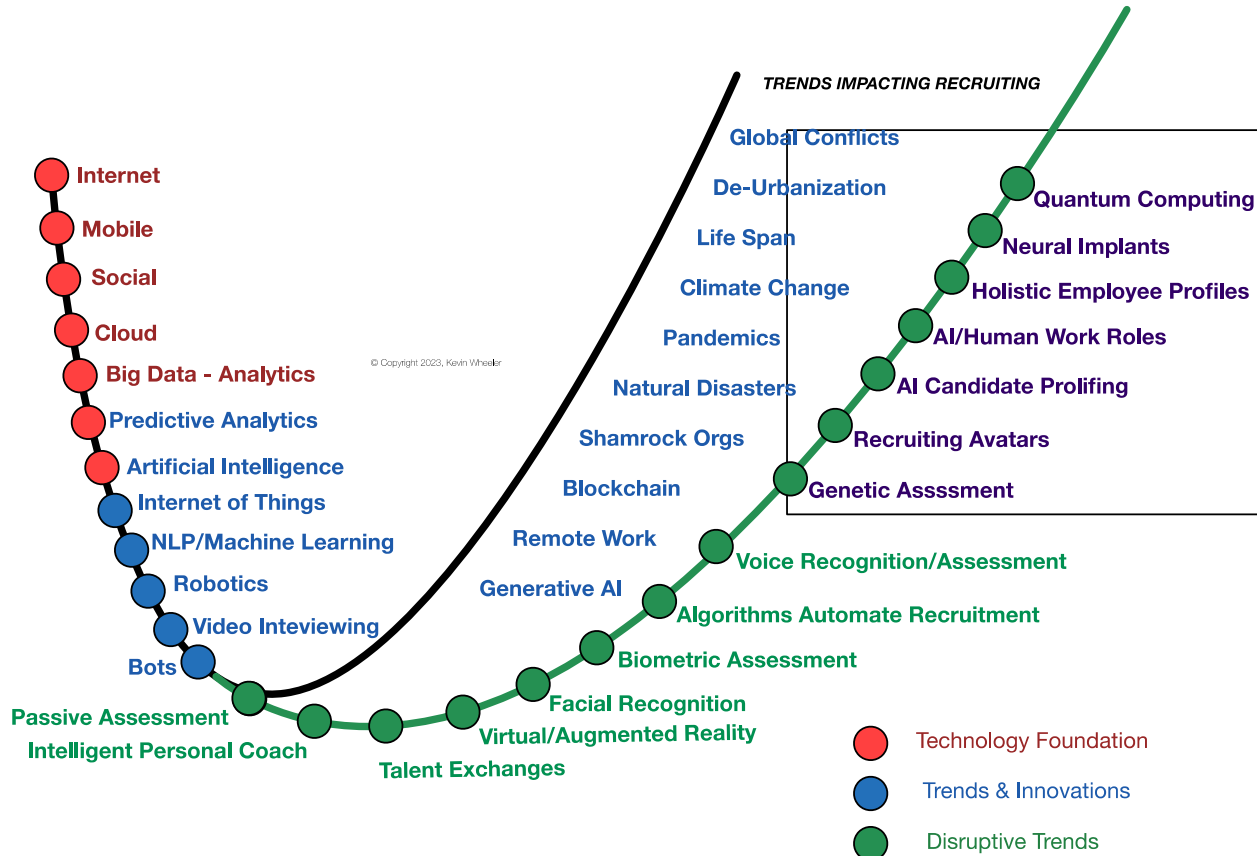 TRENDS IMPACTING RECRUITING
Global Conflicts
De-Urbanization
Life Span
Climate Change
Pandemics
Natural Disasters
Shamrock Orgs
Blockchain
Remote Work
Generative AI
Internet
Mobile
Social
Cloud
Big Data - Analytics
Predictive Analytics
Artificial Intelligence
Internet of Things
NLP/Machine Learning
Robotics
Video Inteviewing
Bots
© Copyright 2023, Kevin Wheeler
Passive Assessment
Intelligent Personal Coach
Talent Exchanges
Virtual/Augmented Reality
Facial Recognition
Biometric Assessment
Algorithms Automate Recruitment
Voice Recognition/Assessment
Genetic Asssment
Recruiting Avatars
AI Candidate Prolifing
AI/Human Work Roles
Holistic Employee Profiles
Neural Implants
Quantum Computing
Technology Foundation
Trends & Innovations
Disruptive Trends